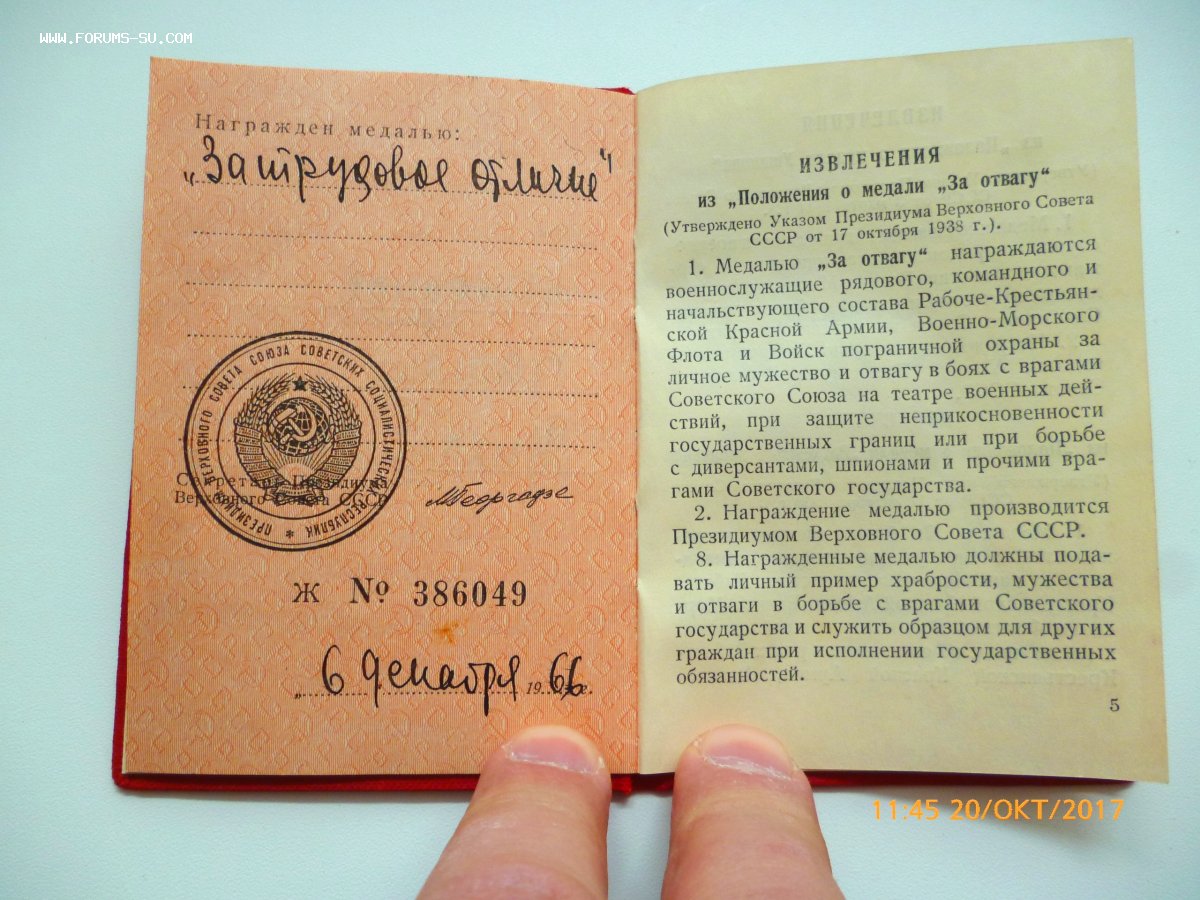 www.forums-su.com
Награжден медалью:
„За трудовое отличие"
ПРЕЗИДИУМ ВЕРХОВНОГО СОВЕТА СОЮЗА СОВЕТСКИХ СОЦИАЛИСТИЧЕСКИХ РЕСПУБЛИК *
Секретарь Президиума
Верховного Совета СССР
МГеоргадзе
Ж № 386049
„ 6 декабря 1966 г.
ИЗВЛЕЧЕНИЯ
из „Положения о медали „За отвагу"
(Утверждено Указом Президиума Верховного Совета
СССР от 17 октября 1938 г.).
1. Медалью „За отвагу" награждаются
военнослужащие рядового, командного и
начальствующего состава Рабоче-Крестьян-
ской Красной Армии, Военно-Морского
Флота и Войск пограничной охраны за
личное мужество и отвагу в боях с врагами
Советского Союза на театре военных дей-
ствий, при защите неприкосновенности
государственных границ или при борьбе
с диверсантами, шпионами и прочими вра-
гами Советского государства.
2. Награждение медалью производится
Президиумом Верховного Совета СССР.
8. Награжденные медалью должны пода-
вать личный пример храбрости, мужества
и отваги в борьбе с врагами Советского
государства и служить образцом для других
граждан при исполнении государственных
обязанностей.
5
11:45 20/ОКТ/2017